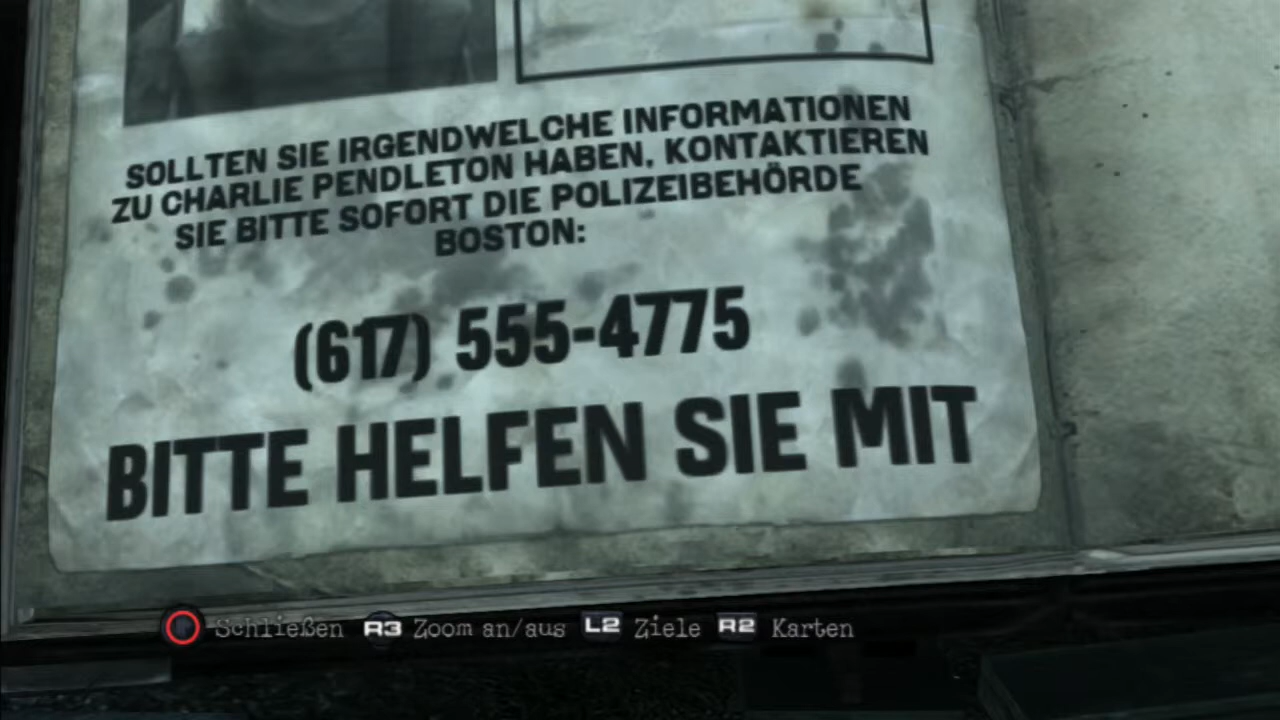 SOLLTEN SIE IRGENDWELCHE INFORMATIONEN
ZU CHARLIE PENDLETON HABEN, KONTAKTIEREN
SIE BITTE SOFORT DIE POLIZEIBEHÖRDE
BOSTON:
(617) 555-4775
BITTE HELFEN SIE MIT
Schließen R3 Zoom an/aus L2 Ziele R2 Karten